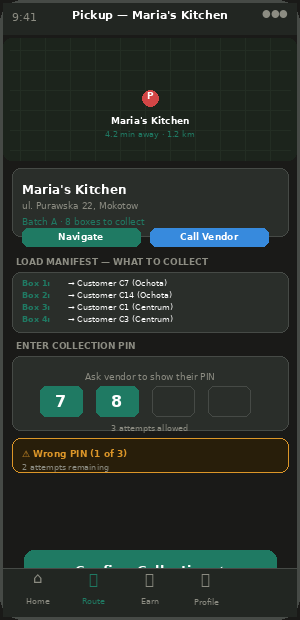 9:41 Pickup — Maria's Kitchen
P
Maria's Kitchen
4.2 min away · 1.2 km
Maria's Kitchen
ul. Purawska 22, Mokotow
Batch A · 8 boxes to collect
Navigate Call Vendor
LOAD MANIFEST — WHAT TO COLLECT
Box 1: → Customer C7 (Ochota)
Box 2: → Customer C14 (Ochota)
Box 3: → Customer C1 (Centrum)
Box 4: → Customer C3 (Centrum)
ENTER COLLECTION PIN
Ask vendor to show their PIN
7 8
3 attempts allowed
⚠ Wrong PIN (1 of 3)
2 attempts remaining
Confirm Collection
Home Route Earn Profile